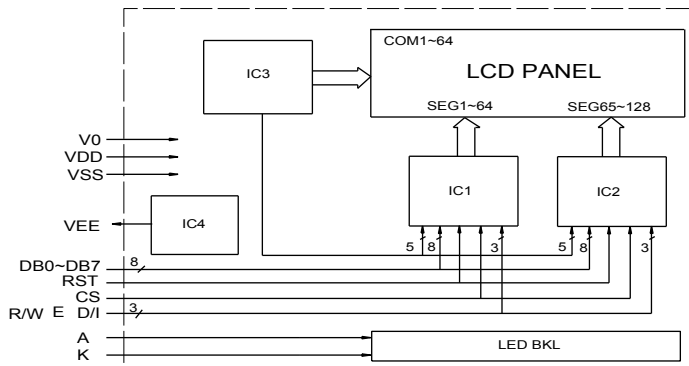 COM1~64
IC3
LCD PANEL
SEG1~64 SEG65~128
V0
VDD
VSS
IC1 IC2
VEE IC4
5 8 3 5 8 3
DB0~DB7 8
RST
CS
R/W E D/I 3
A
LED BKL
K